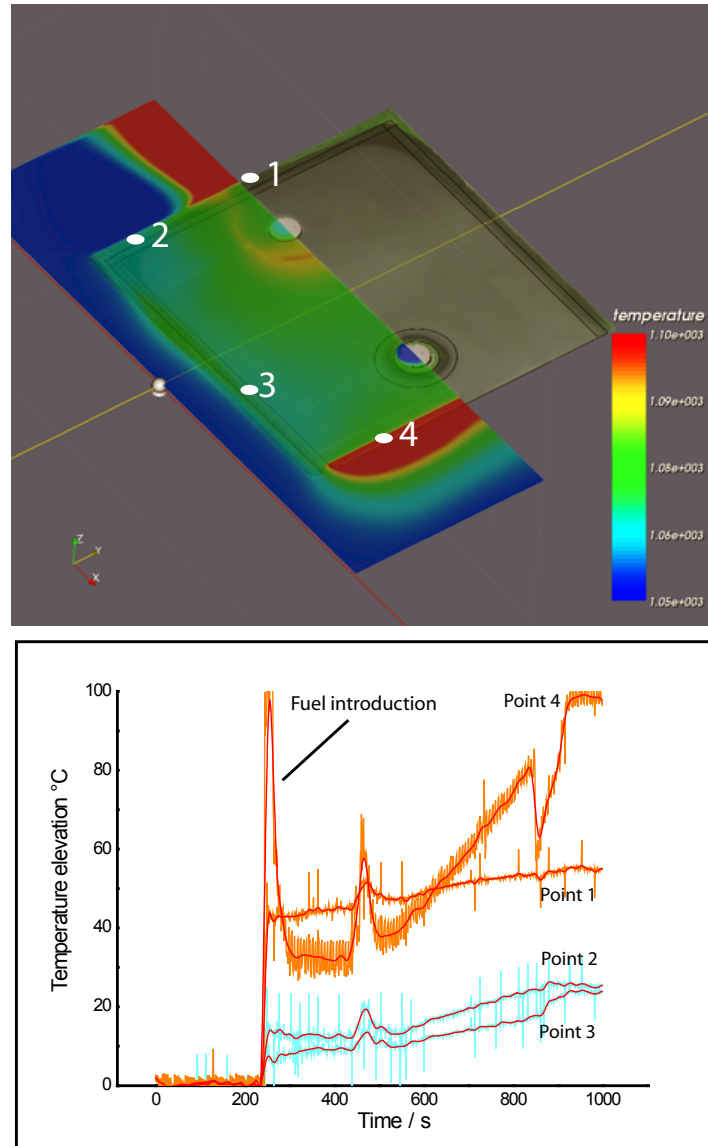 1
2
3
4
temperature
1.10e+003
1.09e+003
1.08e+003
1.06e+003
1.05e+003
Z
Y
X
Temperature elevation °C
100
80
60
40
20
0
Fuel introduction
Point 4
Point 1
Point 2
Point 3
0 200 400 600 800 1000
Time / s